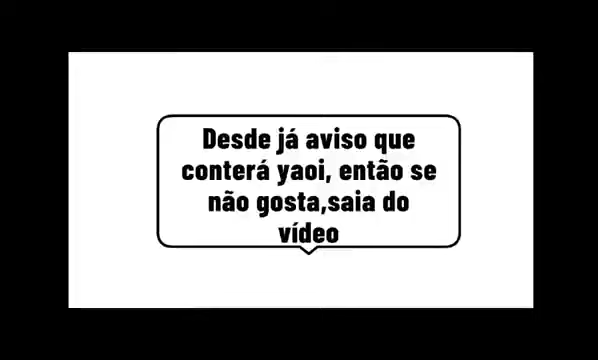 Desde já aviso que
conterá yaoi, então se
não gosta,saia do
vídeo